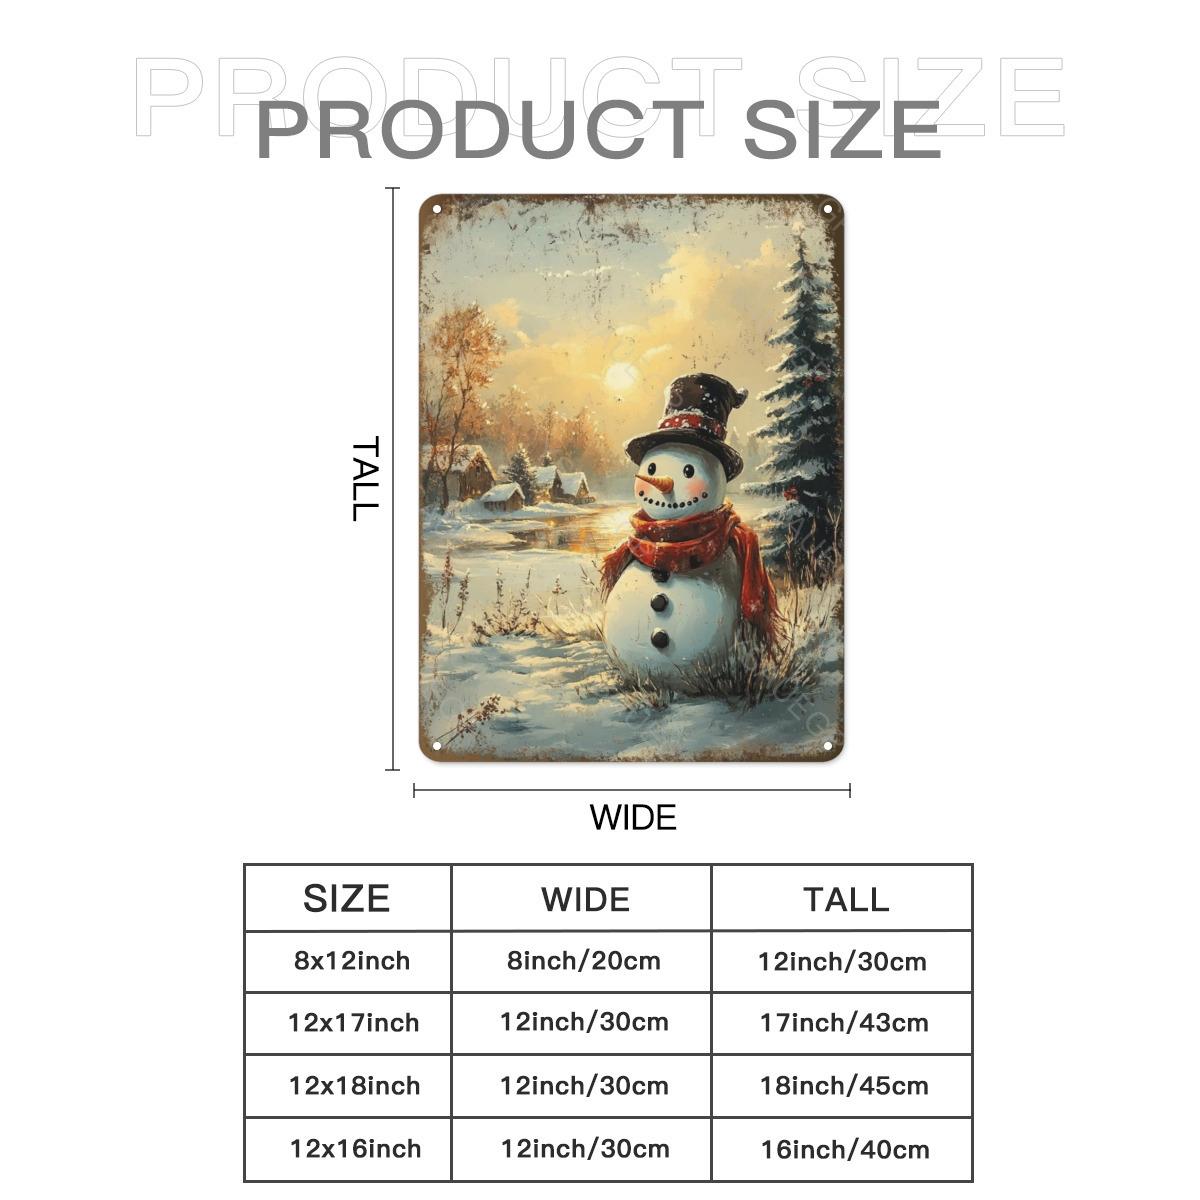 PRODUCT SIZE
PRODUCT SIZE
TALL
WIDE
SIZE WIDE TALL
8x12inch 8inch/20cm 12inch/30cm
12x17inch 12inch/30cm 17inch/43cm
12x18inch 12inch/30cm 18inch/45cm
12x16inch 12inch/30cm 16inch/40cm